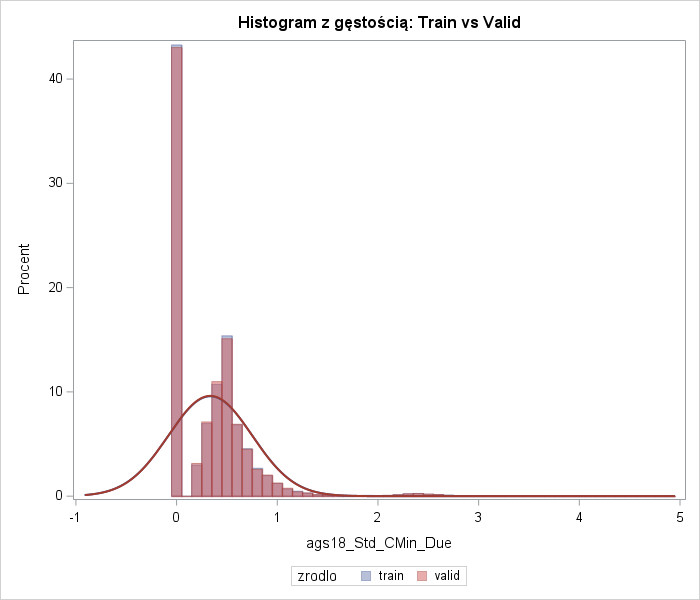 Histogram z gęstością: Train vs Valid
Procent
40
30
20
10
0
-1 0 1 2 3 4 5
ags18_Std_CMin_Due
zrodlo train valid